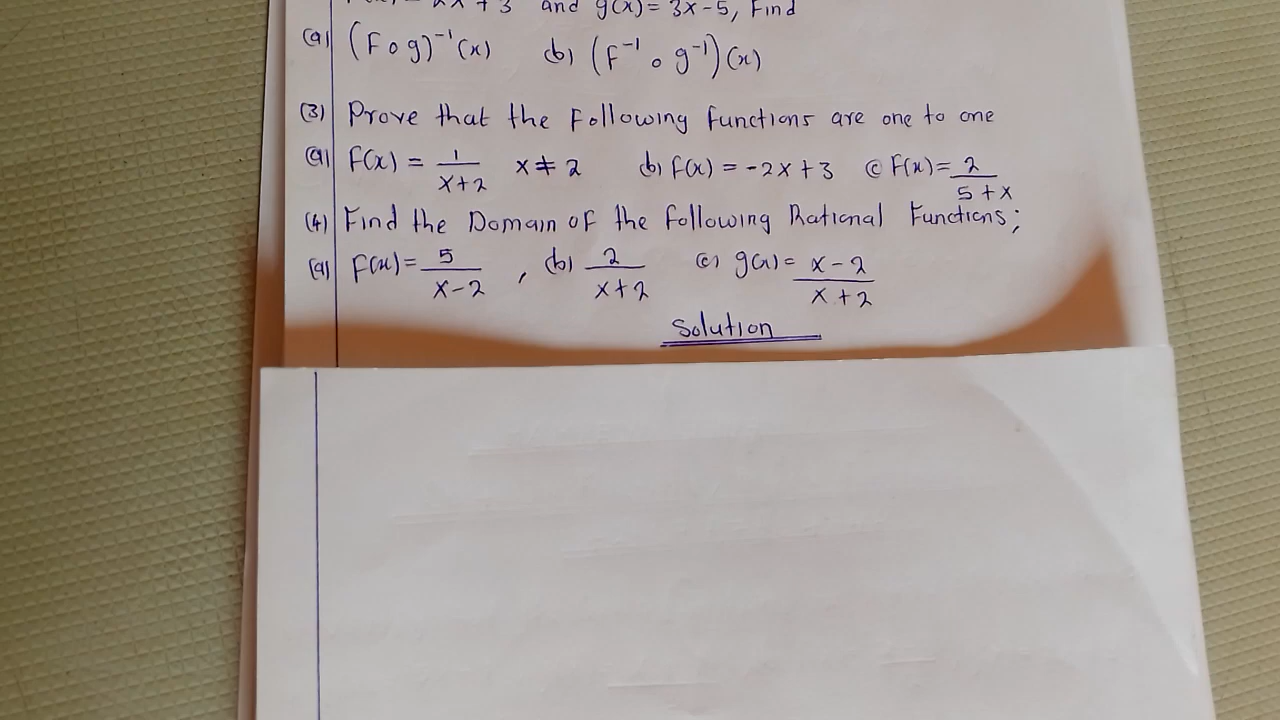 + 3 and g(x) = 3x - 5, Find
(a) (F o g)⁻¹(x) (b) (F⁻¹ o g⁻¹)(x)
(3) Prove that the following functions are one to one
(a) F(x) = 1/x+2 x ≠ 2 (b) f(x) = -2x + 3 (c) F(x) = 2/5+x
(4) Find the Domain of the following Rational Functions;
(a) F(x) = 5/x-2 , (b) 2/x+2 (c) g(x) = x-2/x+2
Solution